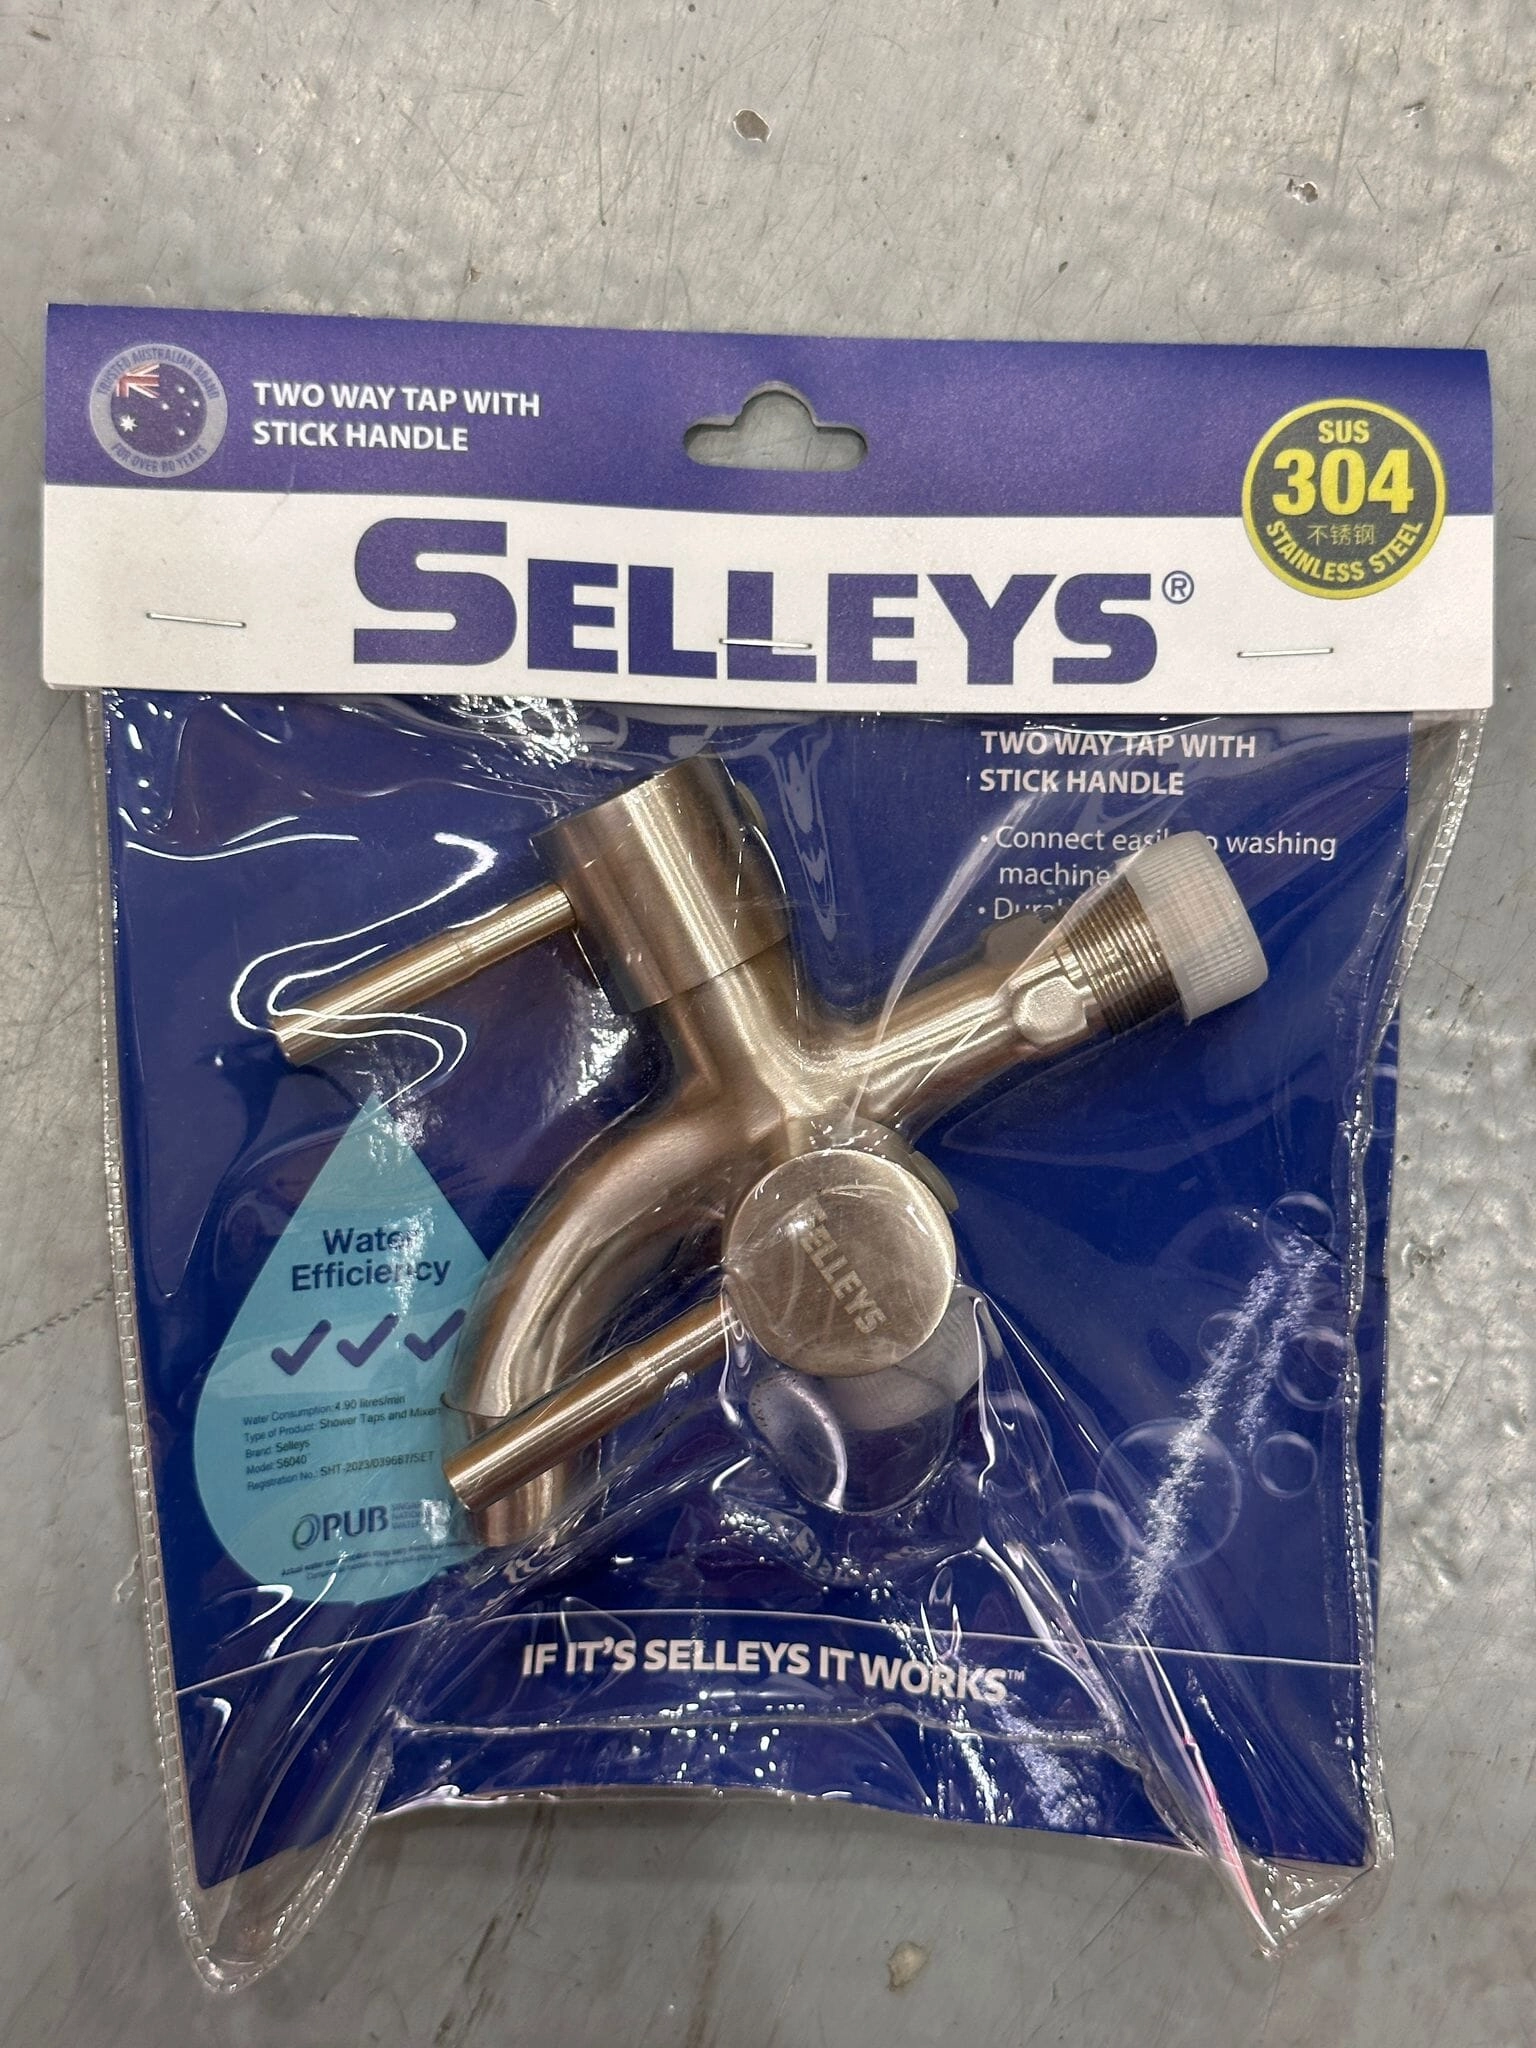 TRUSTED AUSTRALIAN BRAND
FOR OVER 80 YEARS
TWO WAY TAP WITH
STICK HANDLE
SUS
304
不锈钢
STAINLESS STEEL
SELLEYS®
TWO WAY TAP WITH
STICK HANDLE
• Connect washing
machine
•
SELLEYS
Water
Efficiency
Water Consumption: 4.90 litres/min
Type of Product: Shower Taps and
Brand: Selleys
Model: S6040
Registration No.: SHT-2023/039687/SET
PUB
IF IT'S SELLEYS IT WORKS™